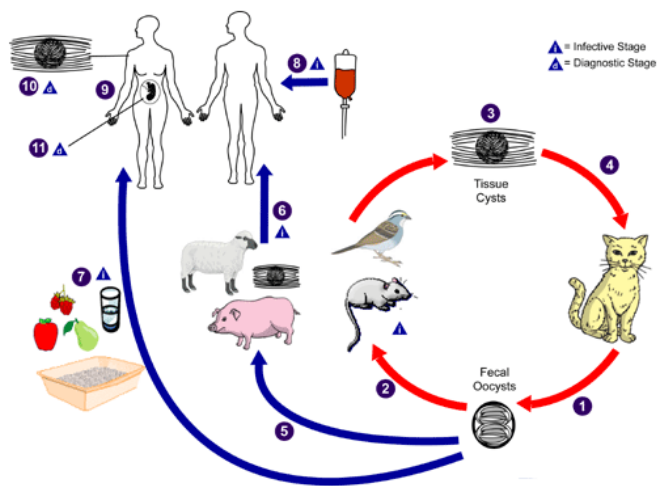 8 i
i = Infective Stage
d = Diagnostic Stage
10 d
9
3
11 d
4
Tissue
Cysts
6
i
7 i
i
Fecal
Oocysts
2
1
5